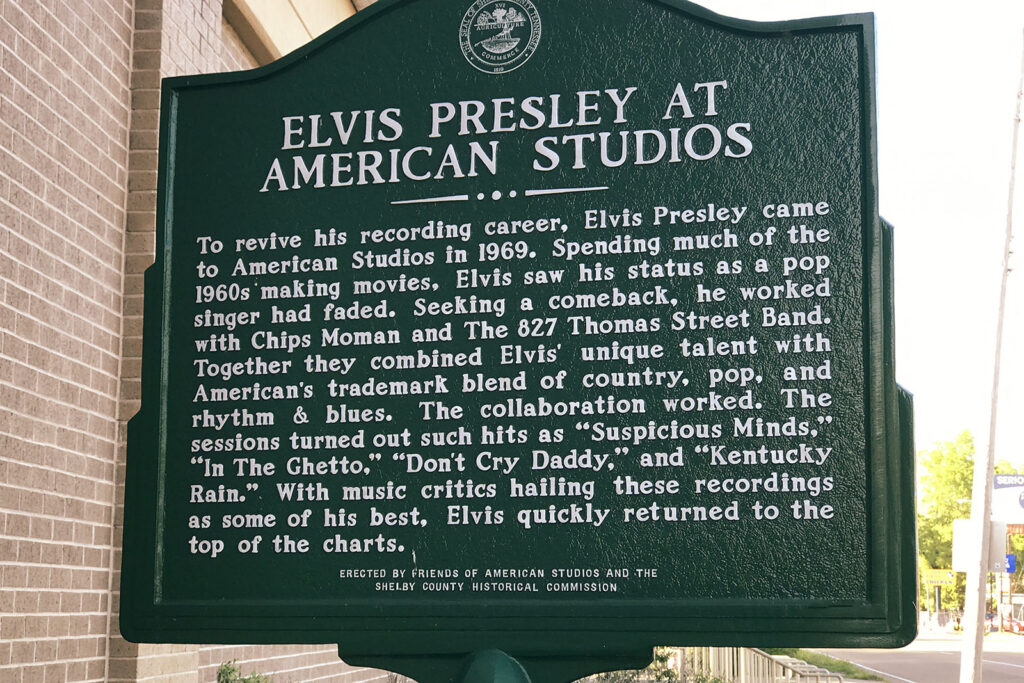 XVI
AGRICULTURE
COMMERCE
ELVIS PRESLEY AT
AMERICAN STUDIOS
To revive his recording career, Elvis Presley came
to American Studios in 1969. Spending much of the
1960s making movies, Elvis saw his status as a pop
singer had faded. Seeking a comeback, he worked
with Chips Moman and The 827 Thomas Street Band.
Together they combined Elvis' unique talent with
American's trademark blend of country, pop, and
rhythm & blues. The collaboration worked. The
sessions turned out such hits as “Suspicious Minds,”
“In The Ghetto,” “Don't Cry Daddy,” and “Kentucky
Rain.” With music critics hailing these recordings
as some of his best, Elvis quickly returned to the
top of the charts.
ERECTED BY FRIENDS OF AMERICAN STUDIOS AND THE
SHELBY COUNTY HISTORICAL COMMISSION